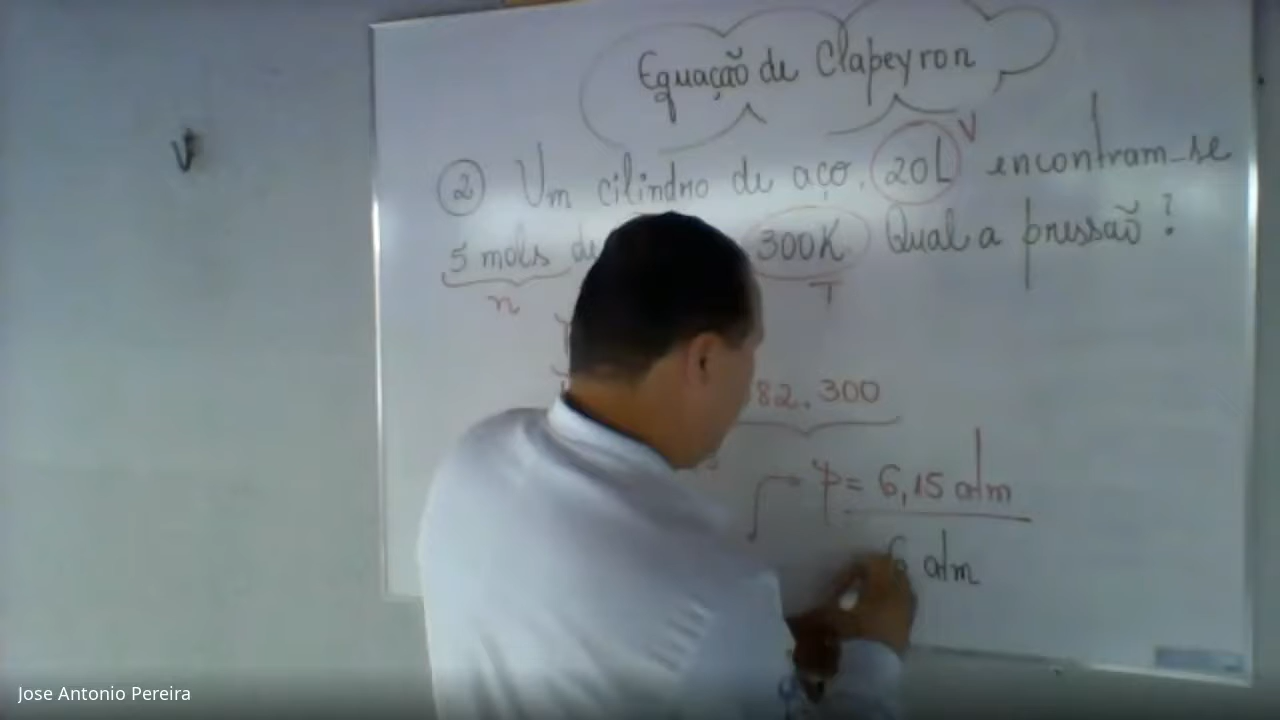 Equação de Clapeyron
② Um cilindro de aço, 20L V encontram-se
5 mols de 300K. Qual a pressão?
n T
82.300
p = 6,15 atm
6 atm
V
Jose Antonio Pereira